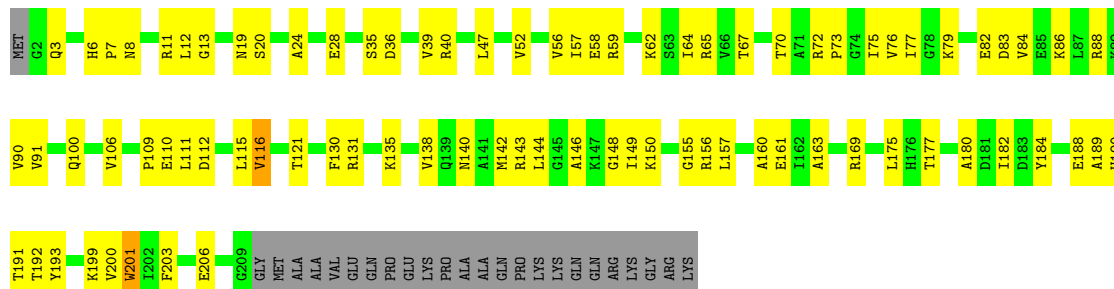 MET G2 Q3 H6 P7 N8 R11 L12 G13 N19 S20 A24 E28 S35 D36 V39 R40 L47 V52 V56 I57 E58 R59 K62 S63 I64 R65 V66 T67 T70 A71 R72 P73 G74 I75 V76 I77 G78 K79 E82 D83 V84 E85 K86 L87 R88
V90 V91 Q100 V106 P109 E110 L111 D112 L115 V116 T121 F130 R131 K135 V138 Q139 N140 A141 M142 R143 L144 G145 A146 K147 G148 I149 K150 G155 R156 L157 A160 E161 I162 A163 R169 L175 H176 T177 A180 D181 I182 D183 Y184 E188 A189
T191 T192 Y193 K199 V200 W201 I202 F203 E206 G209 GLY MET ALA ALA VAL GLU GLN PRO GLU LYS PRO ALA ALA GLN PRO LYS LYS GLN GLN ARG LYS GLY ARG LYS